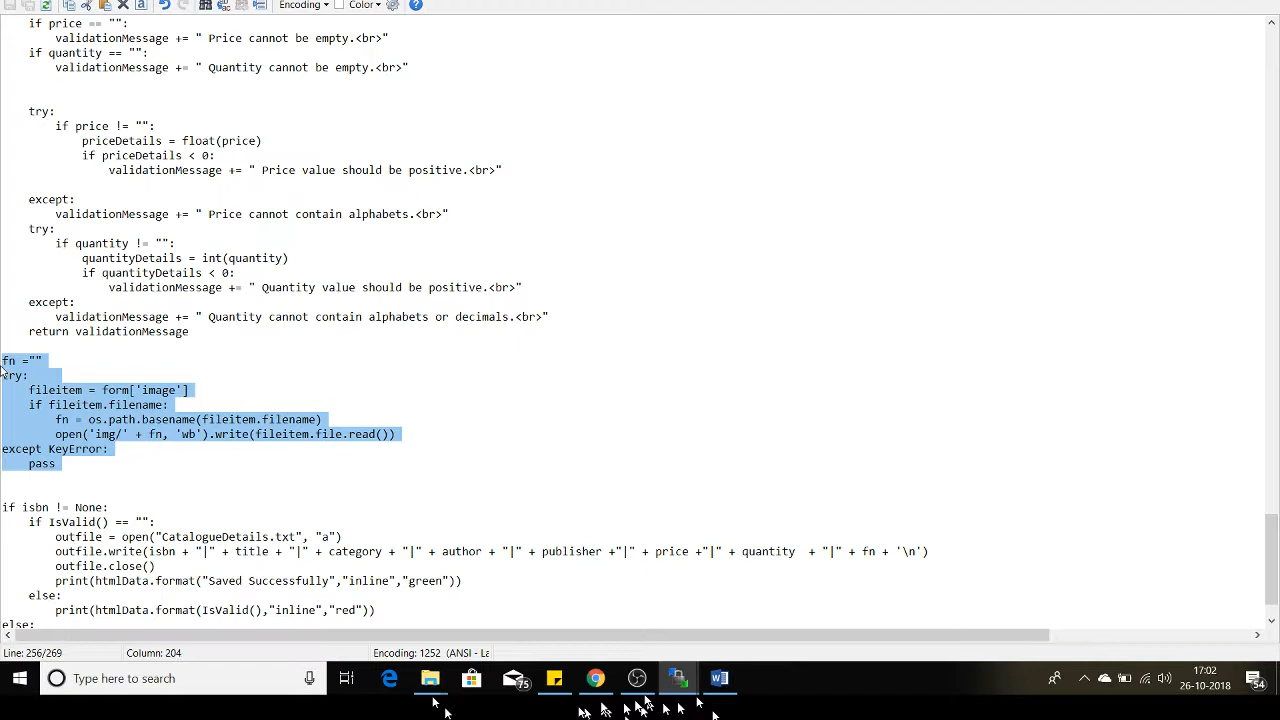 Encoding Color
if price == "":
validationMessage += " Price cannot be empty.<br>"
if quantity == "":
validationMessage += " Quantity cannot be empty.<br>"
try:
if price != "":
priceDetails = float(price)
if priceDetails < 0:
validationMessage += " Price value should be positive.<br>"
except:
validationMessage += " Price cannot contain alphabets.<br>"
try:
if quantity != "":
quantityDetails = int(quantity)
if quantityDetails < 0:
validationMessage += " Quantity value should be positive.<br>"
except:
validationMessage += " Quantity cannot contain alphabets or decimals.<br>"
return validationMessage
fn =""
try:
fileitem = form['image']
if fileitem.filename:
fn = os.path.basename(fileitem.filename)
open('img/' + fn, 'wb').write(fileitem.file.read())
except KeyError:
pass
if isbn != None:
if IsValid() == "":
outfile = open("CatalogueDetails.txt", "a")
outfile.write(isbn + "|" + title + "|" + category + "|" + author + "|" + publisher +"|" + price +"|" + quantity + "|" + fn + '\n')
outfile.close()
print(htmlData.format("Saved Successfully","inline","green"))
else:
print(htmlData.format(IsValid(),"inline","red"))
else:
Line: 256/269 Column: 204 Encoding: 1252 (ANSI - La
Type here to search 75 17:02
26-10-2018 54